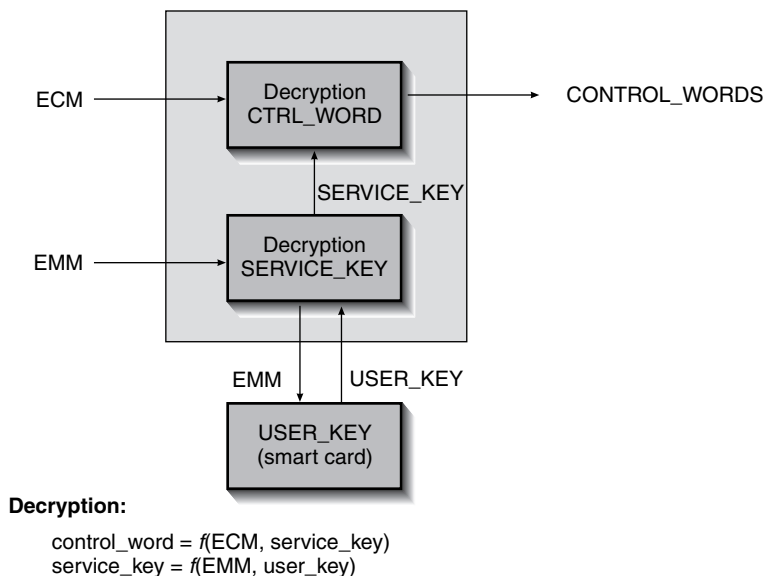 ECM
Decryption
CTRL_WORD
CONTROL_WORDS
SERVICE_KEY
EMM
Decryption
SERVICE_KEY
EMM
USER_KEY
USER_KEY
(smart card)
Decryption:
control_word = f(ECM, service_key)
service_key = f(EMM, user_key)